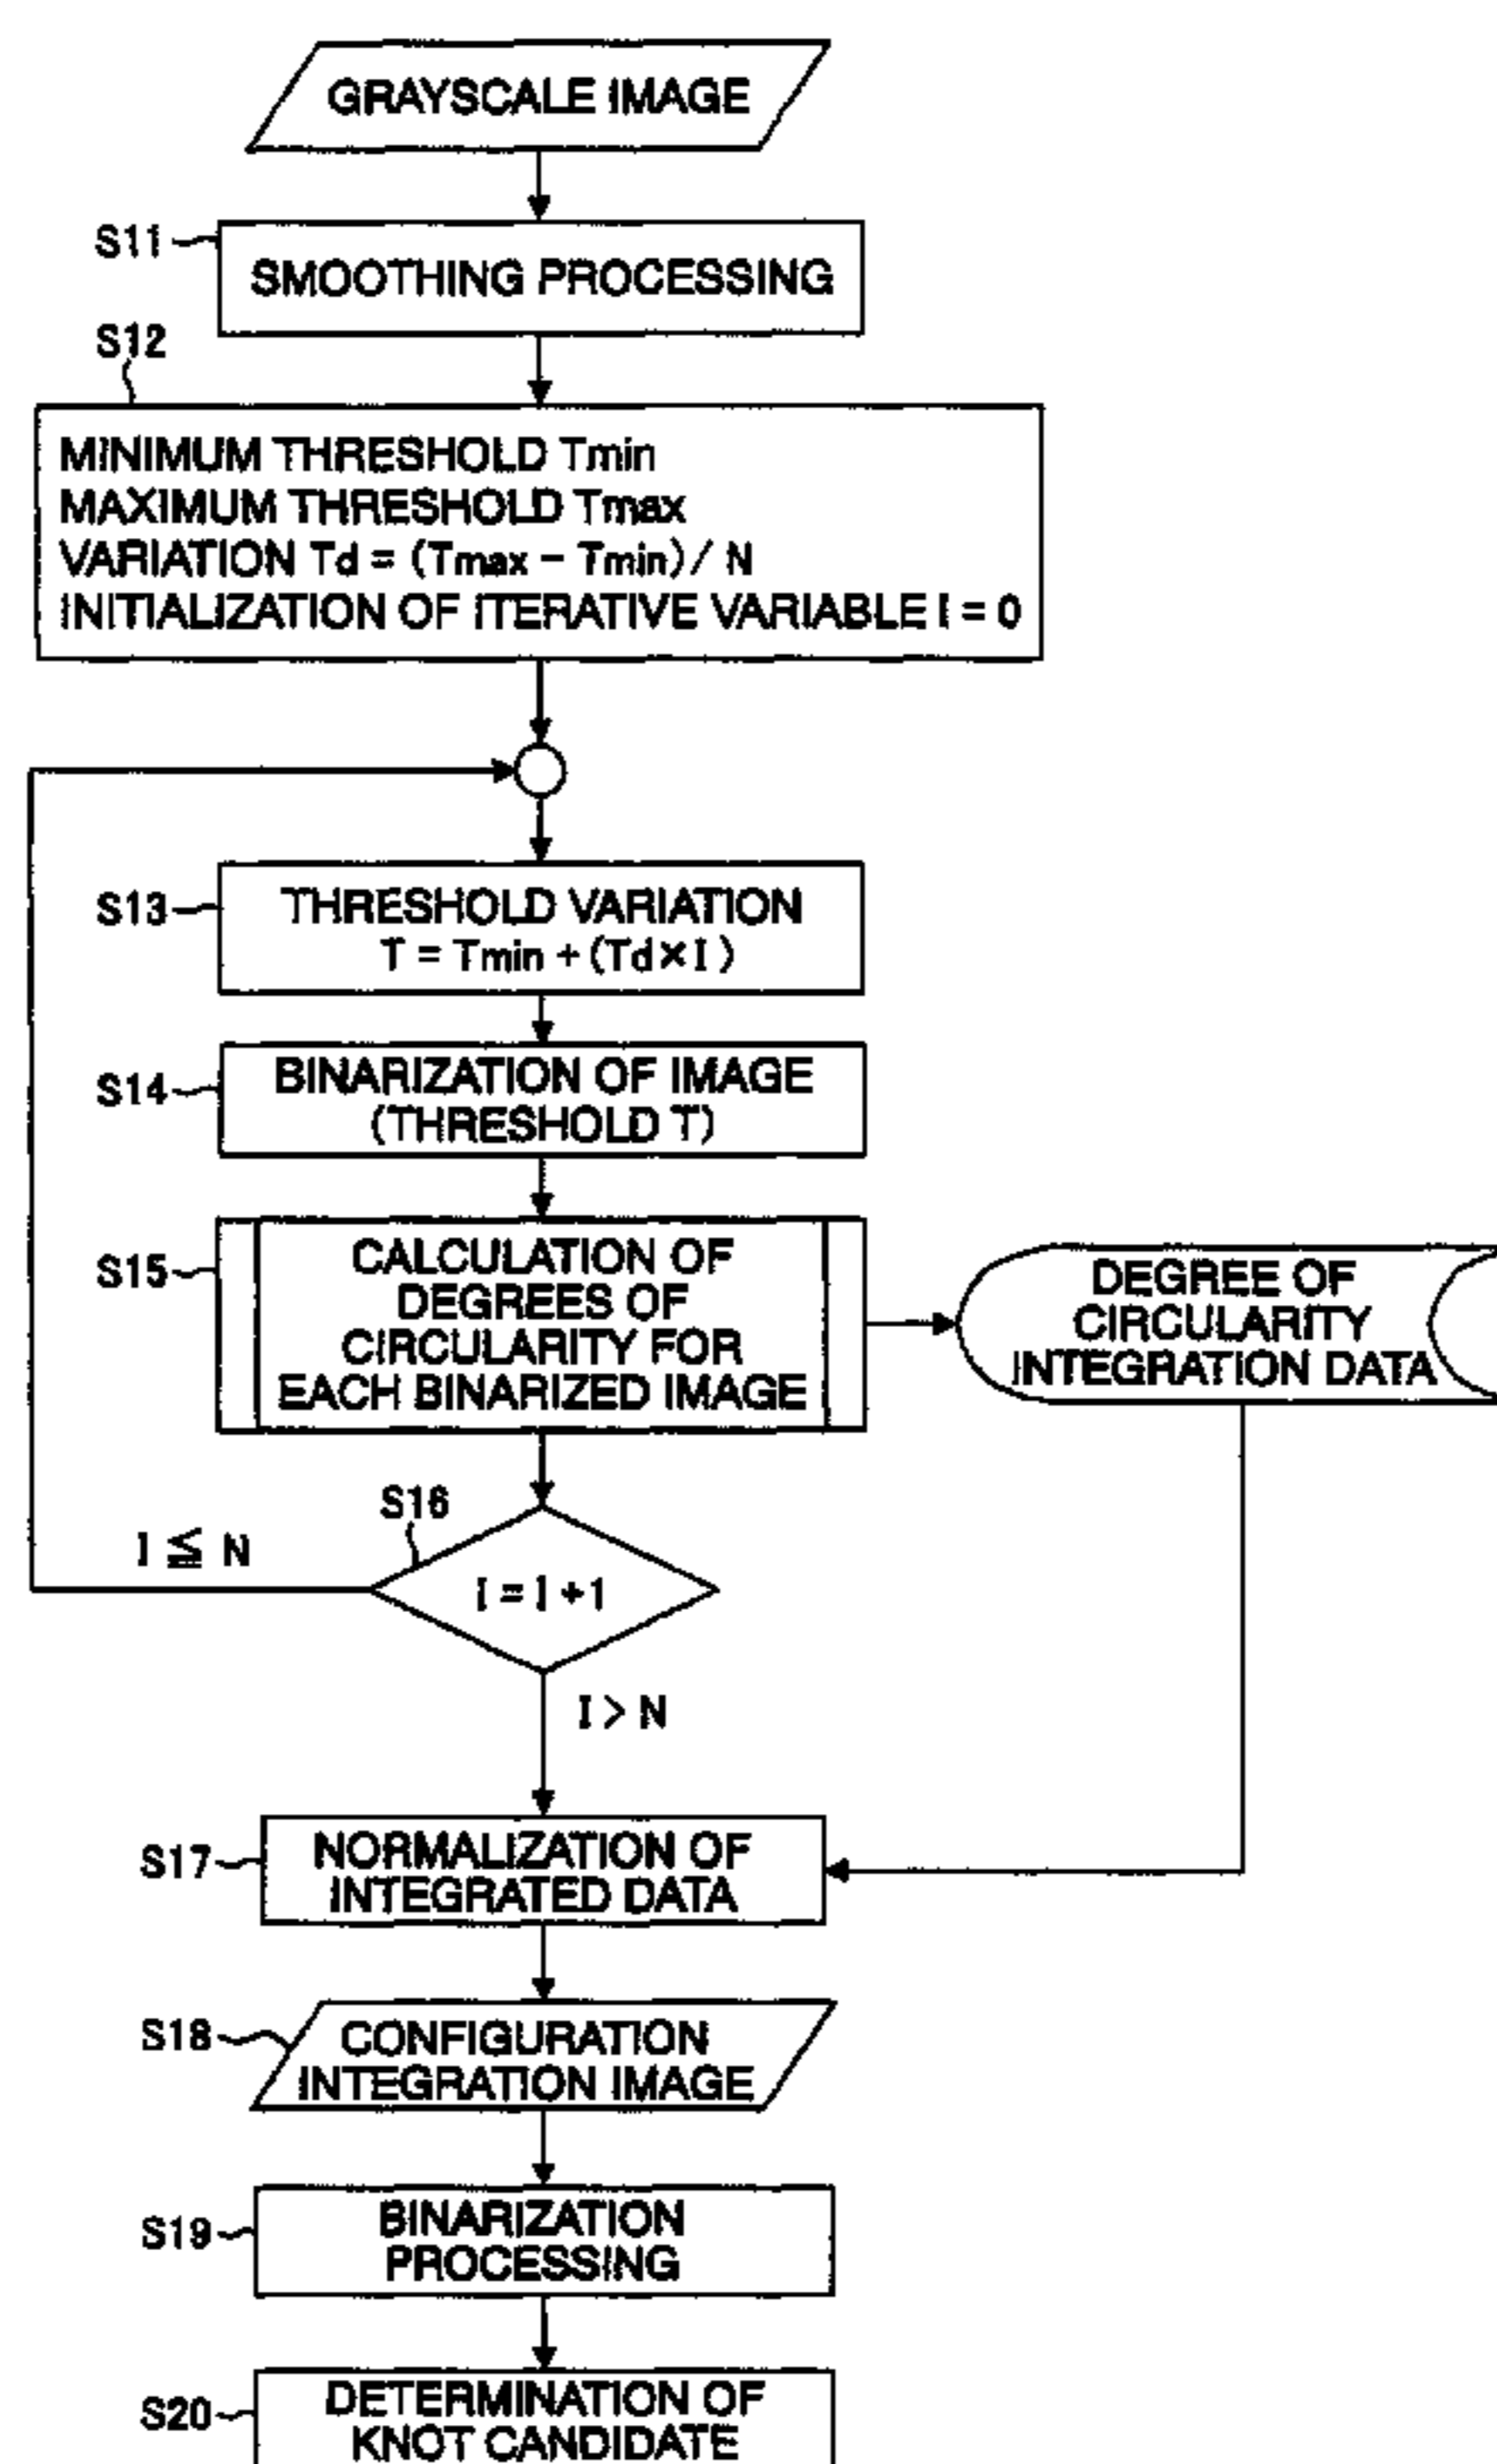 GRAYSCALE IMAGE
S11
SMOOTHING PROCESSING
S12
MINIMUM THRESHOLD Tmin
MAXIMUM THRESHOLD Tmax
VARIATION Td = (Tmax - Tmin) / N
INITIALIZATION OF ITERATIVE VARIABLE I = 0
S13
THRESHOLD VARIATION
T = Tmin + (Td × I)
S14
BINARIZATION OF IMAGE
(THRESHOLD T)
S15
CALCULATION OF
DEGREES OF
CIRCULARITY FOR
EACH BINARIZED IMAGE
DEGREE OF
CIRCULARITY
INTEGRATION DATA
S16
I ≦ N
I = I + 1
I > N
S17
NORMALIZATION OF
INTEGRATED DATA
S18
CONFIGURATION
INTEGRATION IMAGE
S19
BINARIZATION
PROCESSING
S20
DETERMINATION OF
KNOT CANDIDATE